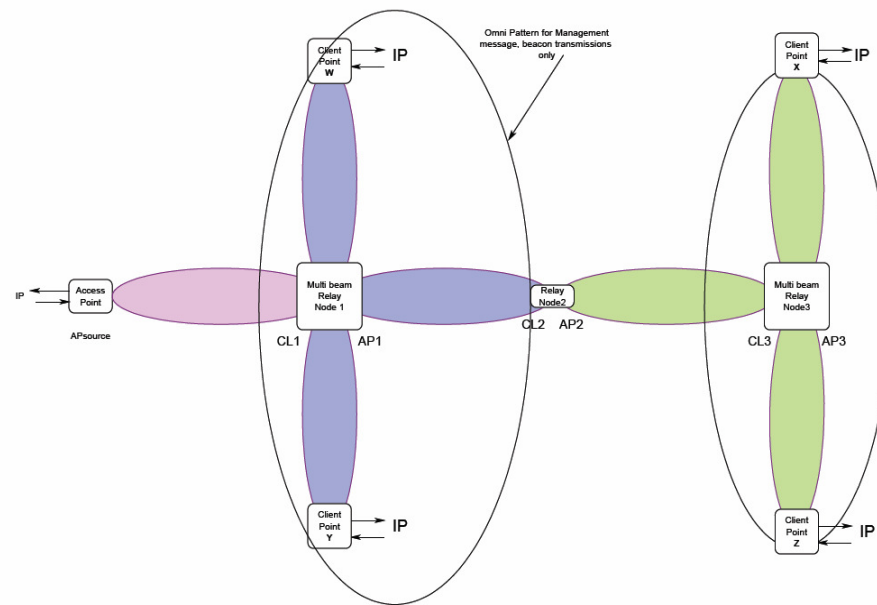 Omni Pattern for Management
message, beacon transmissions
only
Client
Point
W
IP
Client
Point
X
IP
IP
Access
Point
APsource
Multi beam
Relay
Node 1
CL1
AP1
Relay
Node2
CL2
AP2
Multi beam
Relay
Node3
CL3
AP3
Client
Point
Y
IP
Client
Point
Z
IP